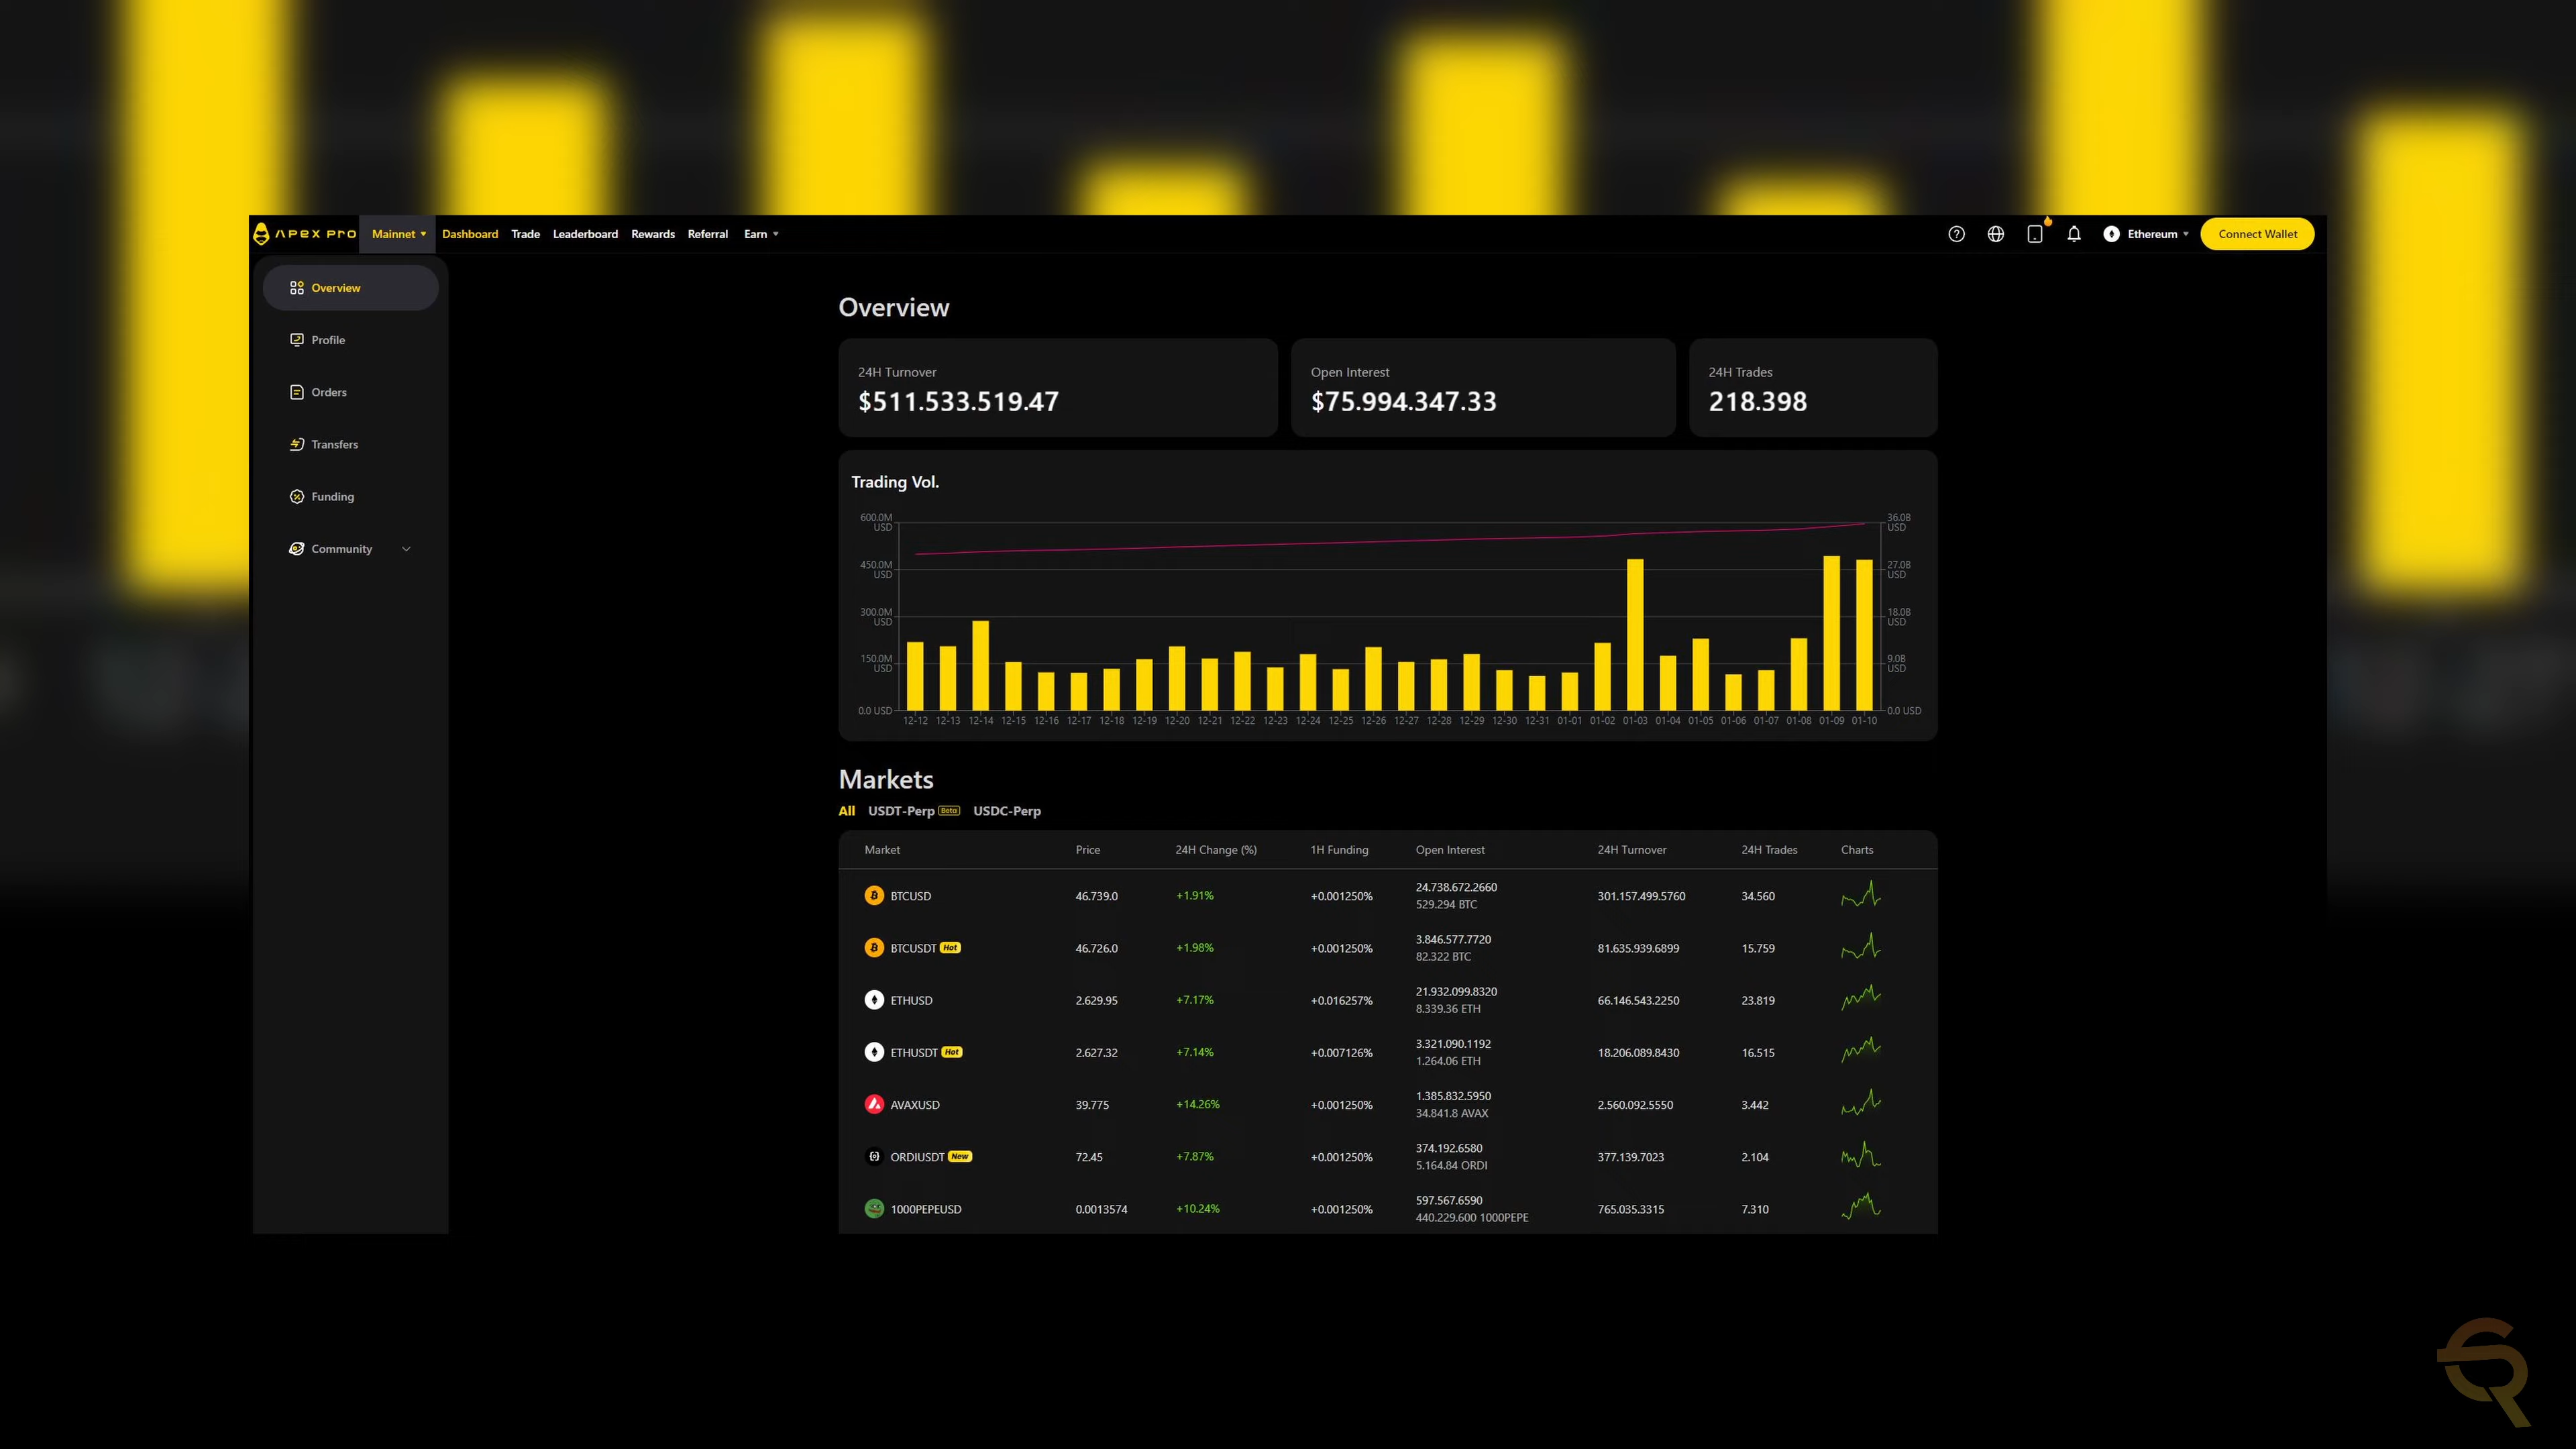 APEX PRO Mainnet Dashboard Trade Leaderboard Rewards Referral Earn Ethereum Connect Wallet
Overview
Profile
Orders
Transfers
Funding
Community
Overview
24H Turnover
$511.533.519.47
Open Interest
$75.994.347.33
24H Trades
218.398
Trading Vol.
600.0M USD
450.0M USD
300.0M USD
150.0M USD
0.0 USD
36.0B USD
27.0B USD
18.0B USD
9.0B USD
0.0 USD
12-12 12-13 12-14 12-15 12-16 12-17 12-18 12-19 12-20 12-21 12-22 12-23 12-24 12-25 12-26 12-27 12-28 12-29 12-30 12-31 01-01 01-02 01-03 01-04 01-05 01-06 01-07 01-08 01-09 01-10
Markets
All USDT-Perp Beta USDC-Perp
Market Price 24H Change (%) 1H Funding Open Interest 24H Turnover 24H Trades Charts
BTCUSD 46.739.0 +1.91% +0.001250% 24.738.672.2660 301.157.499.5760 34.560
529.294 BTC
BTCUSDT Hot 46.726.0 +1.98% +0.001250% 3.846.577.7720 81.635.939.6899 15.759
82.322 BTC
ETHUSD 2.629.95 +7.17% +0.016257% 21.932.099.8320 66.146.543.2250 23.819
8.339.36 ETH
ETHUSDT Hot 2.627.32 +7.14% +0.007126% 3.321.090.1192 18.206.089.8430 16.515
1.264.06 ETH
AVAXUSD 39.775 +14.26% +0.001250% 1.385.832.5950 2.560.092.5550 3.442
34.841.8 AVAX
ORDIUSDT New 72.45 +7.87% +0.001250% 374.192.6580 377.139.7023 2.104
5.164.84 ORDI
1000PEPEUSD 0.0013574 +10.24% +0.001250% 597.567.6590 765.035.3315 7.310
440.229.600 1000PEPE